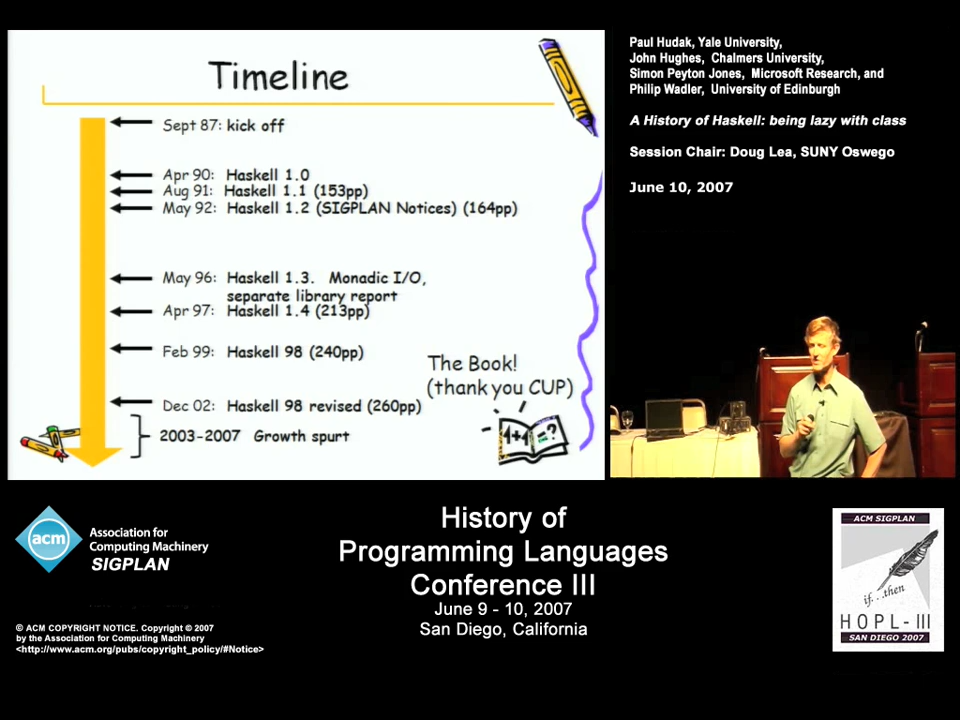 Timeline
Sept 87: kick off
Apr 90: Haskell 1.0
Aug 91: Haskell 1.1 (153pp)
May 92: Haskell 1.2 (SIGPLAN Notices) (164pp)
May 96: Haskell 1.3. Monadic I/O,
separate library report
Apr 97: Haskell 1.4 (213pp)
Feb 99: Haskell 98 (240pp)
The Book!
(thank you CUP)
Dec 02: Haskell 98 revised (260pp)
2003-2007 Growth spurt
1+1
=?
Paul Hudak, Yale University,
John Hughes, Chalmers University,
Simon Peyton Jones, Microsoft Research, and
Philip Wadler, University of Edinburgh
A History of Haskell: being lazy with class
Session Chair: Doug Lea, SUNY Oswego
June 10, 2007
acm
Association for
Computing Machinery
SIGPLAN
© ACM COPYRIGHT NOTICE. Copyright © 2007
by the Association for Computing Machinery
<http://www.acm.org/pubs/copyright_policy/#Notice>
History of
Programming Languages
Conference III
June 9 - 10, 2007
San Diego, California
ACM SIGPLAN
if...then
HOPL-III
SAN DIEGO 2007